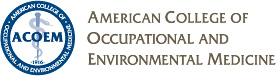 AMERICAN COLLEGE OF
OCCUPATIONAL AND ENVIRONMENTAL MEDICINE
ACOEM
1916
AMERICAN COLLEGE OF
OCCUPATIONAL AND
ENVIRONMENTAL MEDICINE